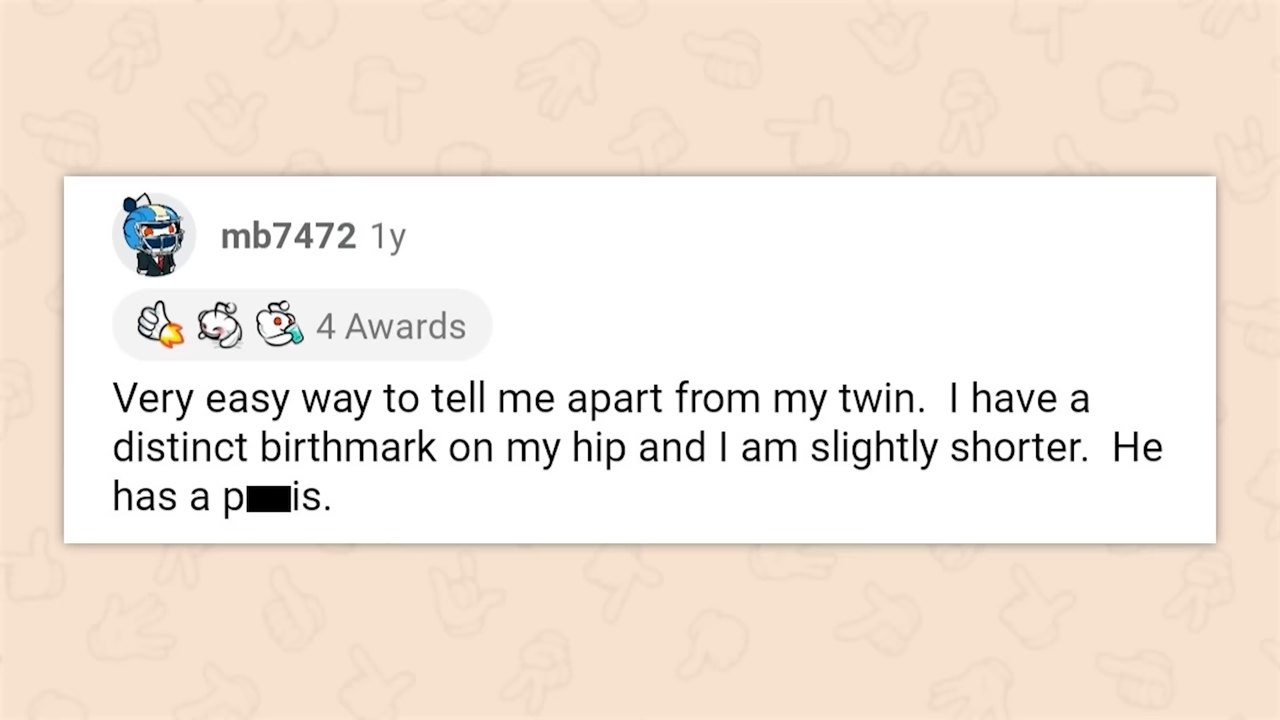 mb7472 1y
4 Awards
Very easy way to tell me apart from my twin.  I have a
distinct birthmark on my hip and I am slightly shorter.  He
has a p██is.